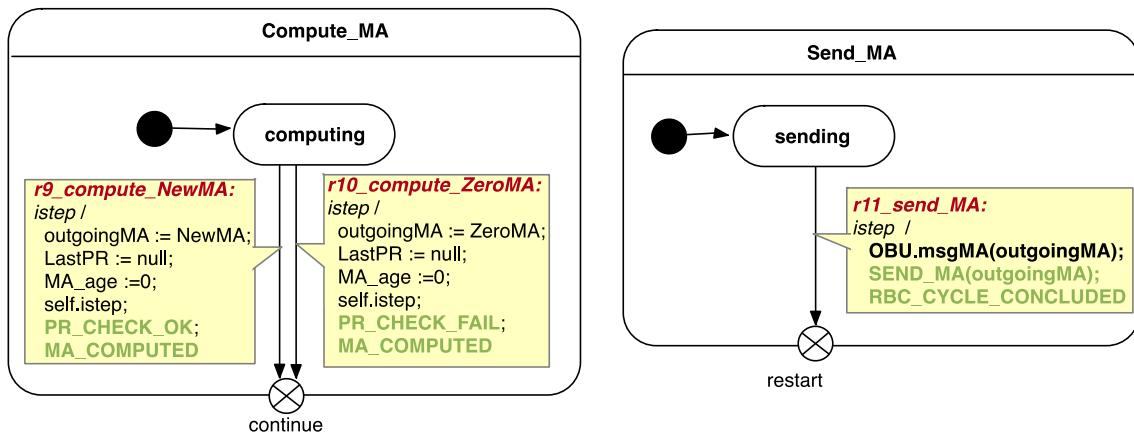 Compute_MA
computing
r9_compute_NewMA:
istep /
outgoingMA := NewMA;
LastPR := null;
MA_age :=0;
self.istep;
PR_CHECK_OK;
MA_COMPUTED
r10_compute_ZeroMA:
istep /
outgoingMA := ZeroMA;
LastPR := null;
MA_age :=0;
self.istep;
PR_CHECK_FAIL;
MA_COMPUTED
continue
Send_MA
sending
r11_send_MA:
istep /
OBU.msgMA(outgoingMA);
SEND_MA(outgoingMA);
RBC_CYCLE_CONCLUDED
restart